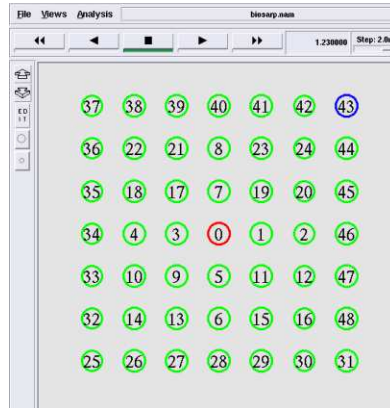 File Views Analysis biosarp.nam
1.230000 Step: 2.0m
37 38 39 40 41 42 43
E D
I T
36 22 21 8 23 24 44
35 18 17 7 19 20 45
34 4 3 0 1 2 46
33 10 9 5 11 12 47
32 14 13 6 15 16 48
25 26 27 28 29 30 31